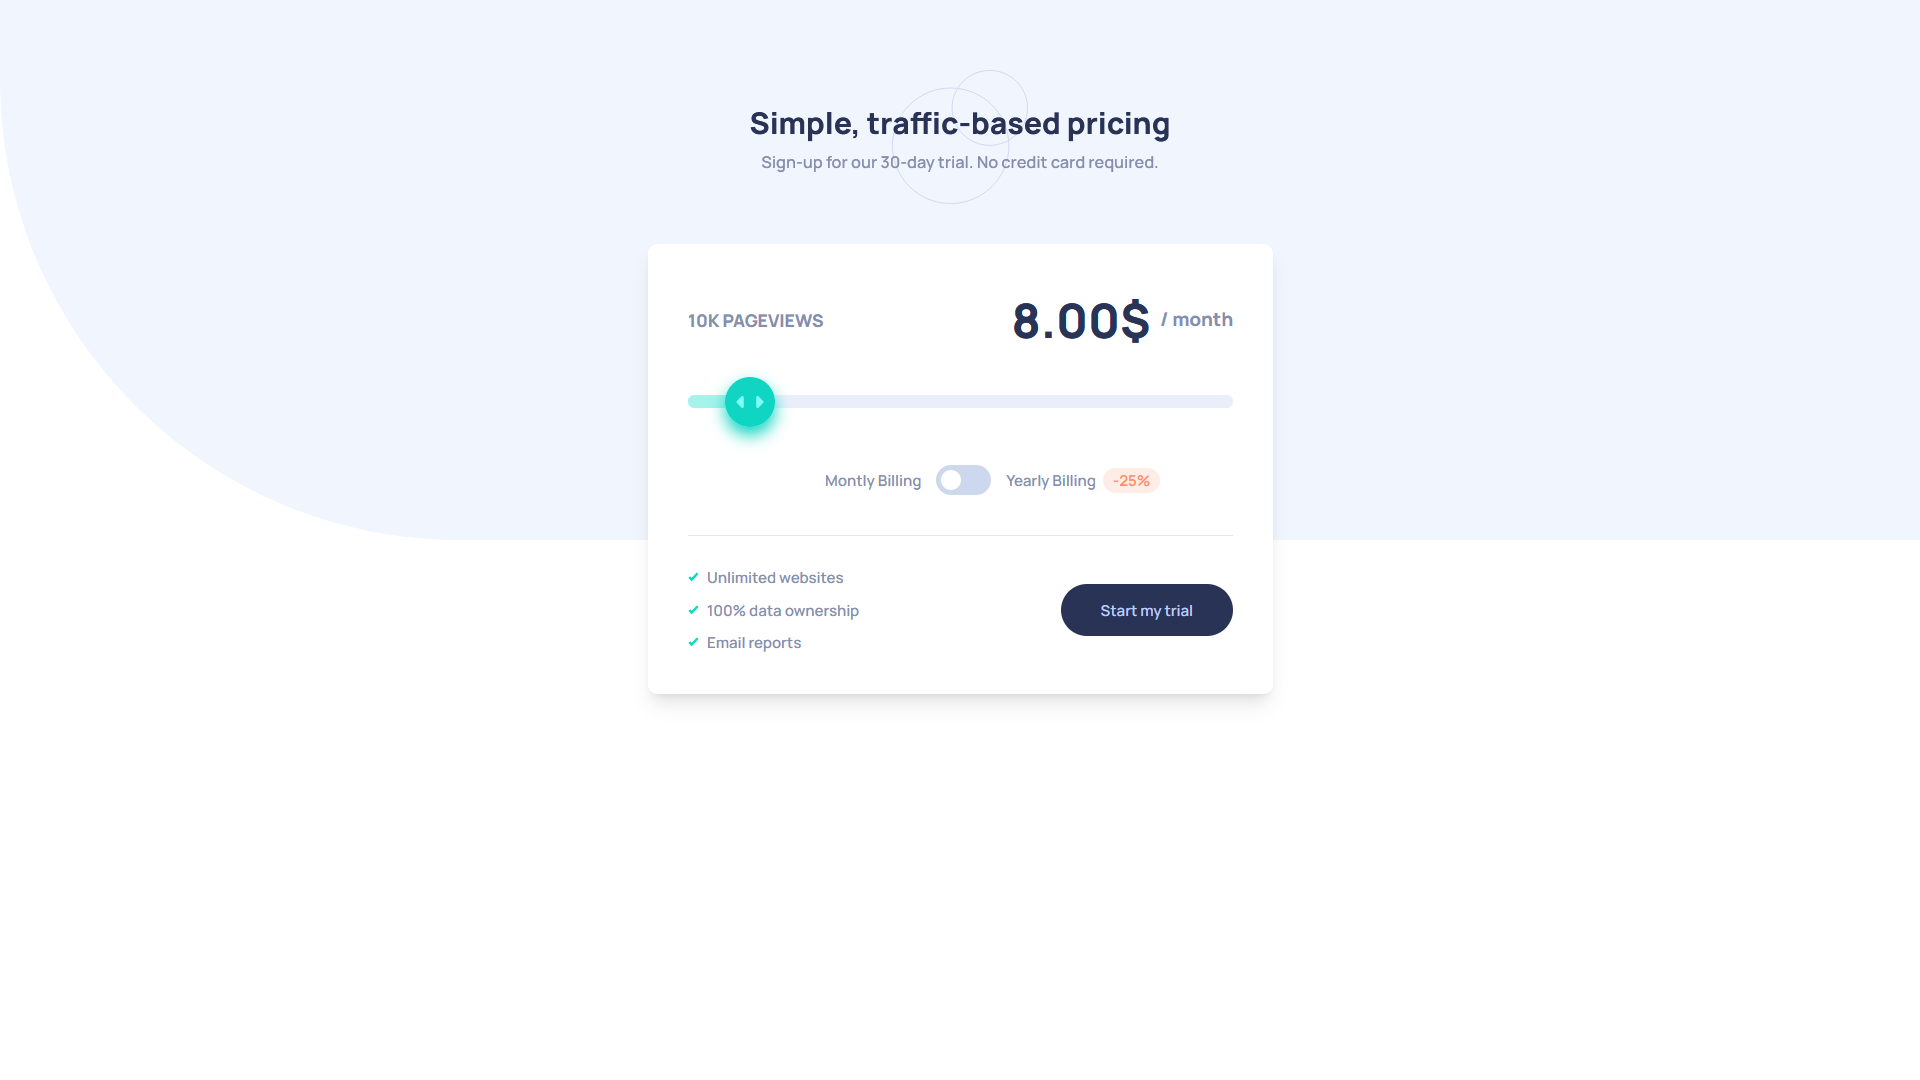 Simple, traffic-based pricing
Sign-up for our 30-day trial. No credit card required.
10K PAGEVIEWS
8.00$ / month
Montly Billing
Yearly Billing -25%
Unlimited websites
100% data ownership
Email reports
Start my trial